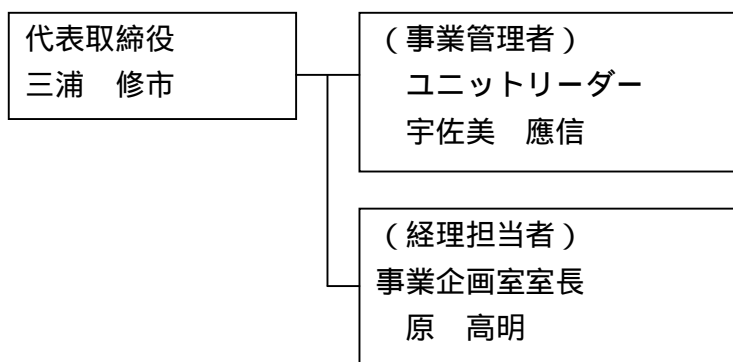 代表取締役
三浦　修市
（事業管理者）
ユニットリーダー
宇佐美　應信
（経理担当者）
事業企画室室長
原　高明